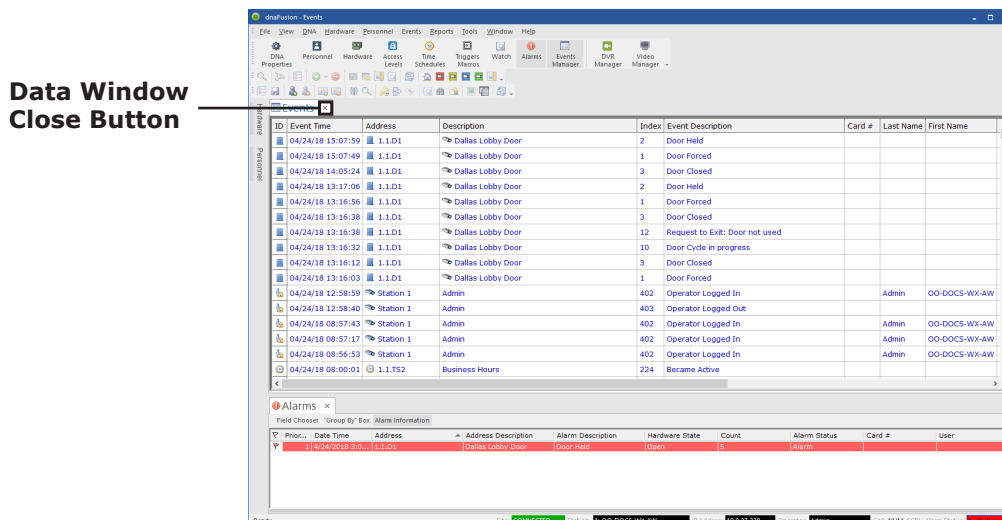 Data Window
Close Button
dnaFusion - Events
File View DNA Hardware Personnel Events Reports Tools Window Help
DNA Properties Personnel Hardware Access Levels Time Schedules Triggers Macros Watch Alarms Events Manager DVR Manager Video Manager
Hardware
Personnel
Events ×
ID Event Time Address Description Index Event Description Card # Last Name First Name
04/24/18 15:07:59 1.1.D1 Dallas Lobby Door 2 Door Held
04/24/18 15:07:49 1.1.D1 Dallas Lobby Door 1 Door Forced
04/24/18 14:05:24 1.1.D1 Dallas Lobby Door 3 Door Closed
04/24/18 13:17:06 1.1.D1 Dallas Lobby Door 2 Door Held
04/24/18 13:16:56 1.1.D1 Dallas Lobby Door 1 Door Forced
04/24/18 13:16:38 1.1.D1 Dallas Lobby Door 3 Door Closed
04/24/18 13:16:38 1.1.D1 Dallas Lobby Door 12 Request to Exit: Door not used
04/24/18 13:16:32 1.1.D1 Dallas Lobby Door 10 Door Cycle in progress
04/24/18 13:16:12 1.1.D1 Dallas Lobby Door 3 Door Closed
04/24/18 13:16:03 1.1.D1 Dallas Lobby Door 1 Door Forced
04/24/18 12:58:59 Station 1 Admin 402 Operator Logged In Admin OO-DOCS-WX-AW
04/24/18 12:58:40 Station 1 Admin 403 Operator Logged Out
04/24/18 08:57:43 Station 1 Admin 402 Operator Logged In Admin OO-DOCS-WX-AW
04/24/18 08:57:17 Station 1 Admin 402 Operator Logged In Admin OO-DOCS-WX-AW
04/24/18 08:56:53 Station 1 Admin 402 Operator Logged In Admin OO-DOCS-WX-AW
04/24/18 08:00:01 1.1.TS2 Business Hours 224 Became Active
Alarms ×
Field Chooser 'Group By' Box Alarm Information
Prior... Date Time Address Address Description Alarm Description Hardware State Count Alarm Status Card # User
1 4/24/2018 3:0... 1.1.D1 Dallas Lobby Door Door Held Open 5 Alarm